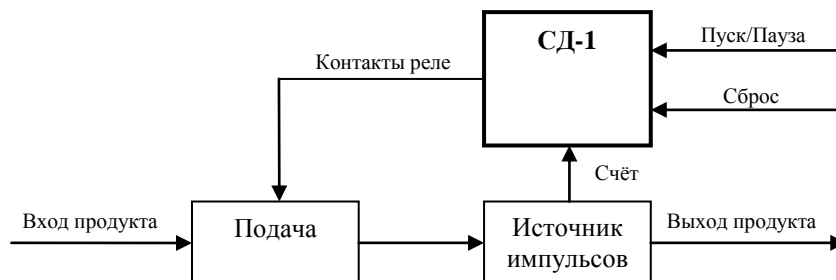 СД-1
Пуск/Пауза
Контакты реле
Сброс
Счёт
Вход продукта
Подача
Источник
импульсов
Выход продукта